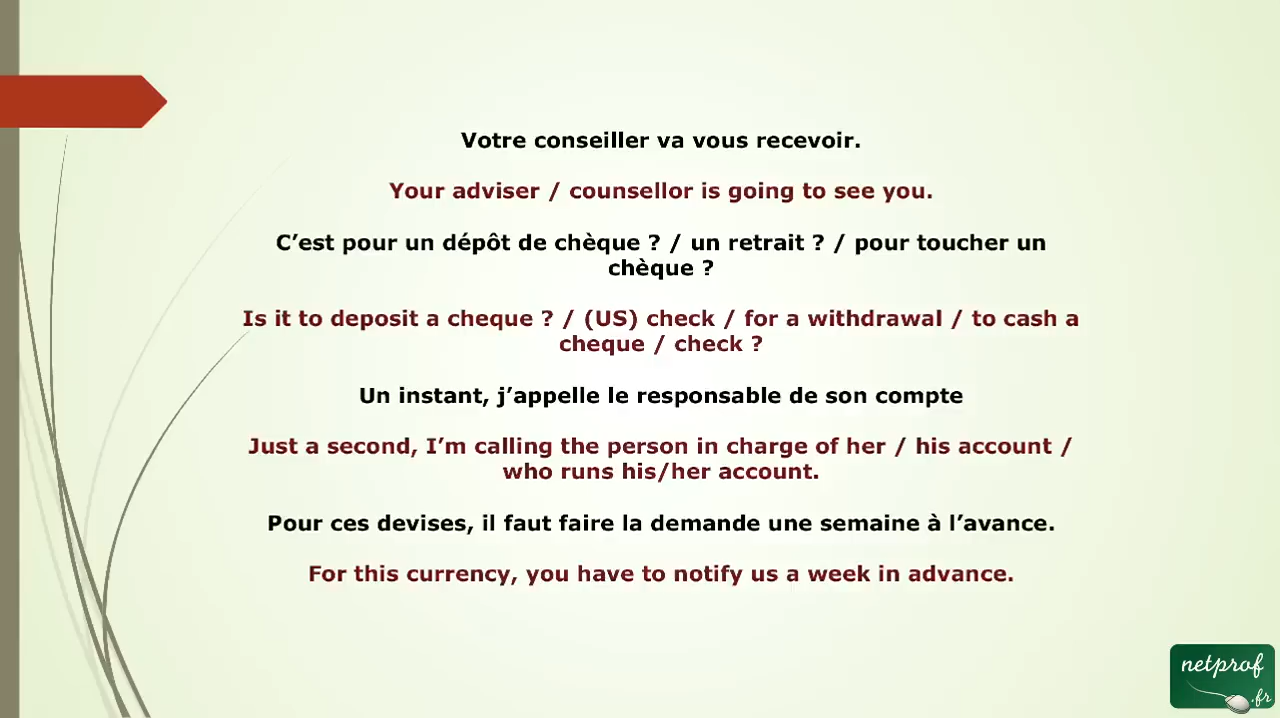 Votre conseiller va vous recevoir.
Your adviser / counsellor is going to see you.
C’est pour un dépôt de chèque ? / un retrait ? / pour toucher un
chèque ?
Is it to deposit a cheque ? / (US) check / for a withdrawal / to cash a
cheque / check ?
Un instant, j’appelle le responsable de son compte
Just a second, I’m calling the person in charge of her / his account /
who runs his/her account.
Pour ces devises, il faut faire la demande une semaine à l’avance.
For this currency, you have to notify us a week in advance.
netprof
.fr